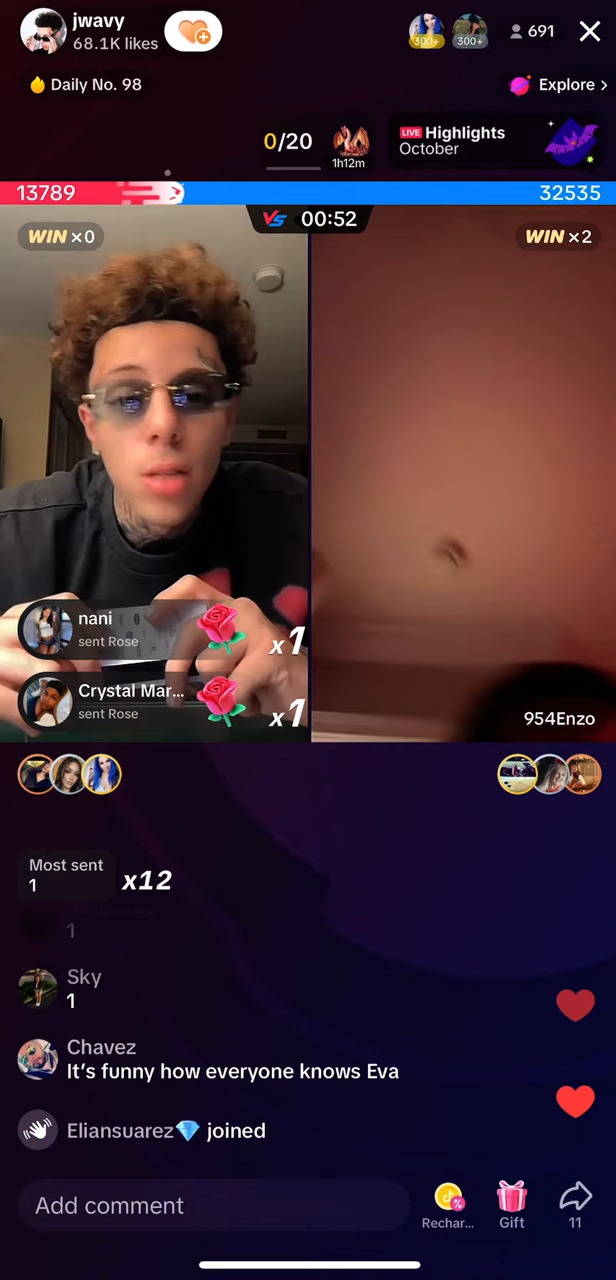 jwavy
68.1K likes
300+
300+
691
Daily No. 98
Explore >
0/20
1h12m
LIVE Highlights
October
13789
32535
VS 00:52
WIN ×0
WIN ×2
nani
sent Rose
x1
Crystal Mar...
sent Rose
x1
954Enzo
Most sent
1
x12
1
Sky
1
Chavez
It's funny how everyone knows Eva
Eliansuarez💎 joined
Add comment
Rechar...
Gift
11